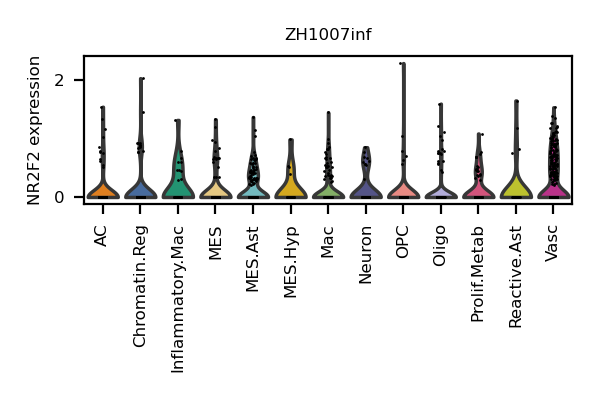 ZH1007inf
NR2F2 expression
2
0
AC
Chromatin.Reg
Inflammatory.Mac
MES
MES.Ast
MES.Hyp
Mac
Neuron
OPC
Oligo
Prolif.Metab
Reactive.Ast
Vasc